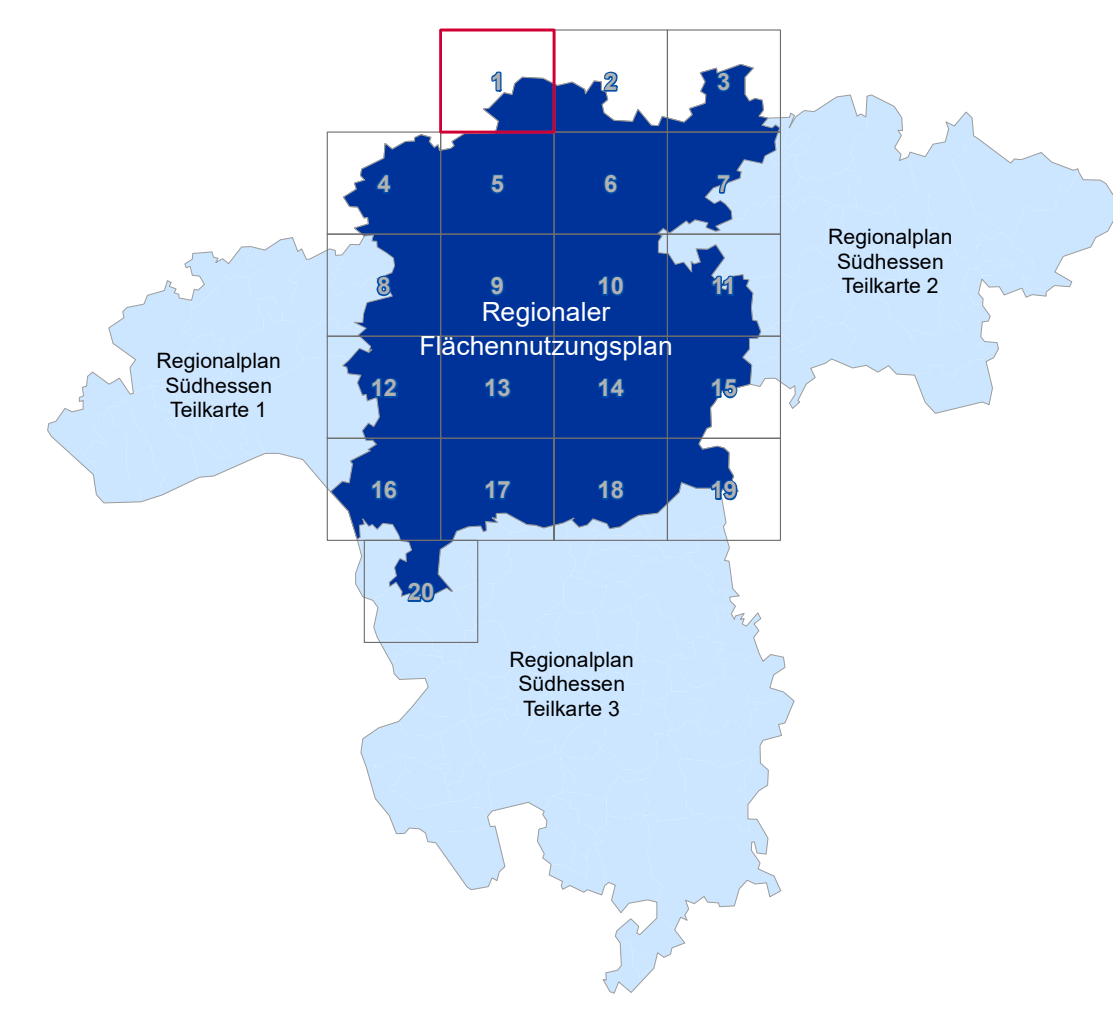 1
2
3
4
5
6
7
Regionalplan
Südhessen
Teilkarte 2
8
9
10
11
Regionaler
Flächennutzungsplan
Regionalplan
Südhessen
Teilkarte 1
12
13
14
15
16
17
18
19
20
Regionalplan
Südhessen
Teilkarte 3